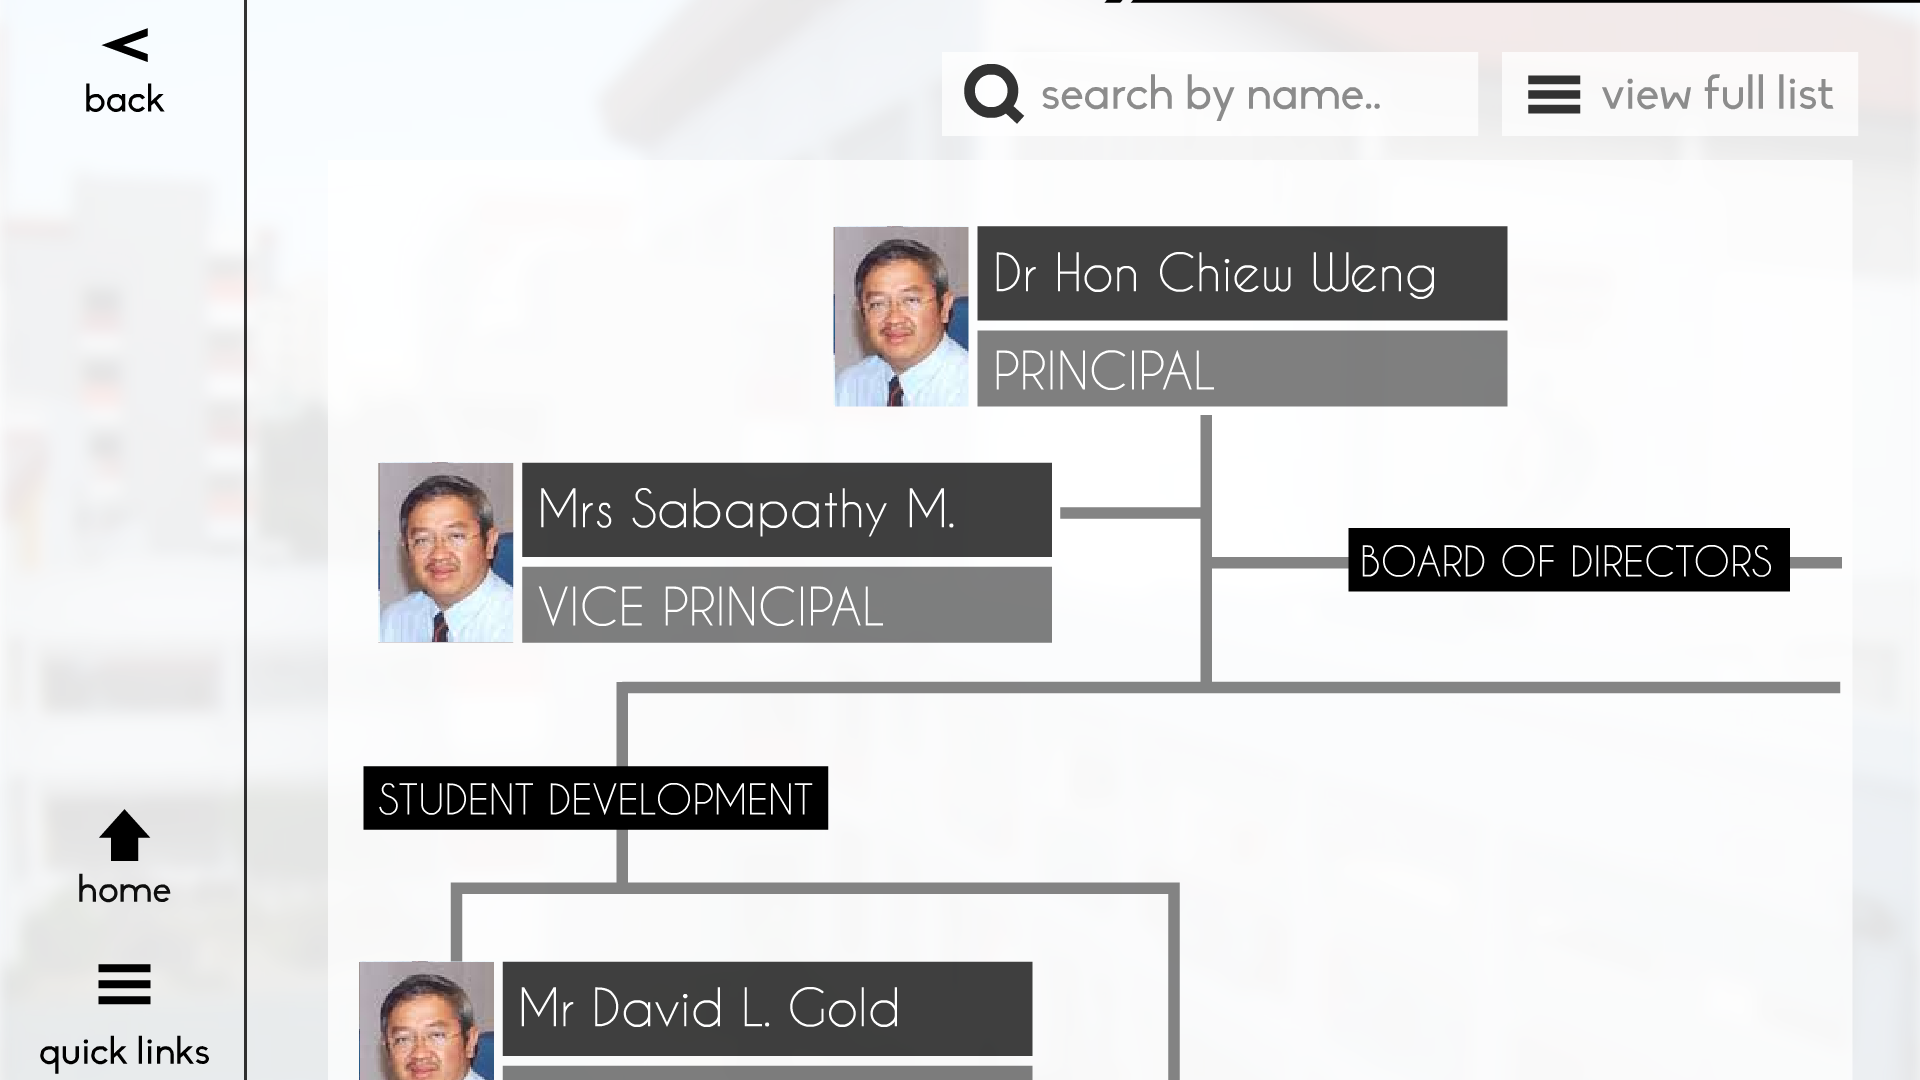 back
search by name..
view full list
Dr Hon Chiew Weng
PRINCIPAL
Mrs Sabapathy M.
VICE PRINCIPAL
BOARD OF DIRECTORS
STUDENT DEVELOPMENT
home
Mr David L. Gold
quick links